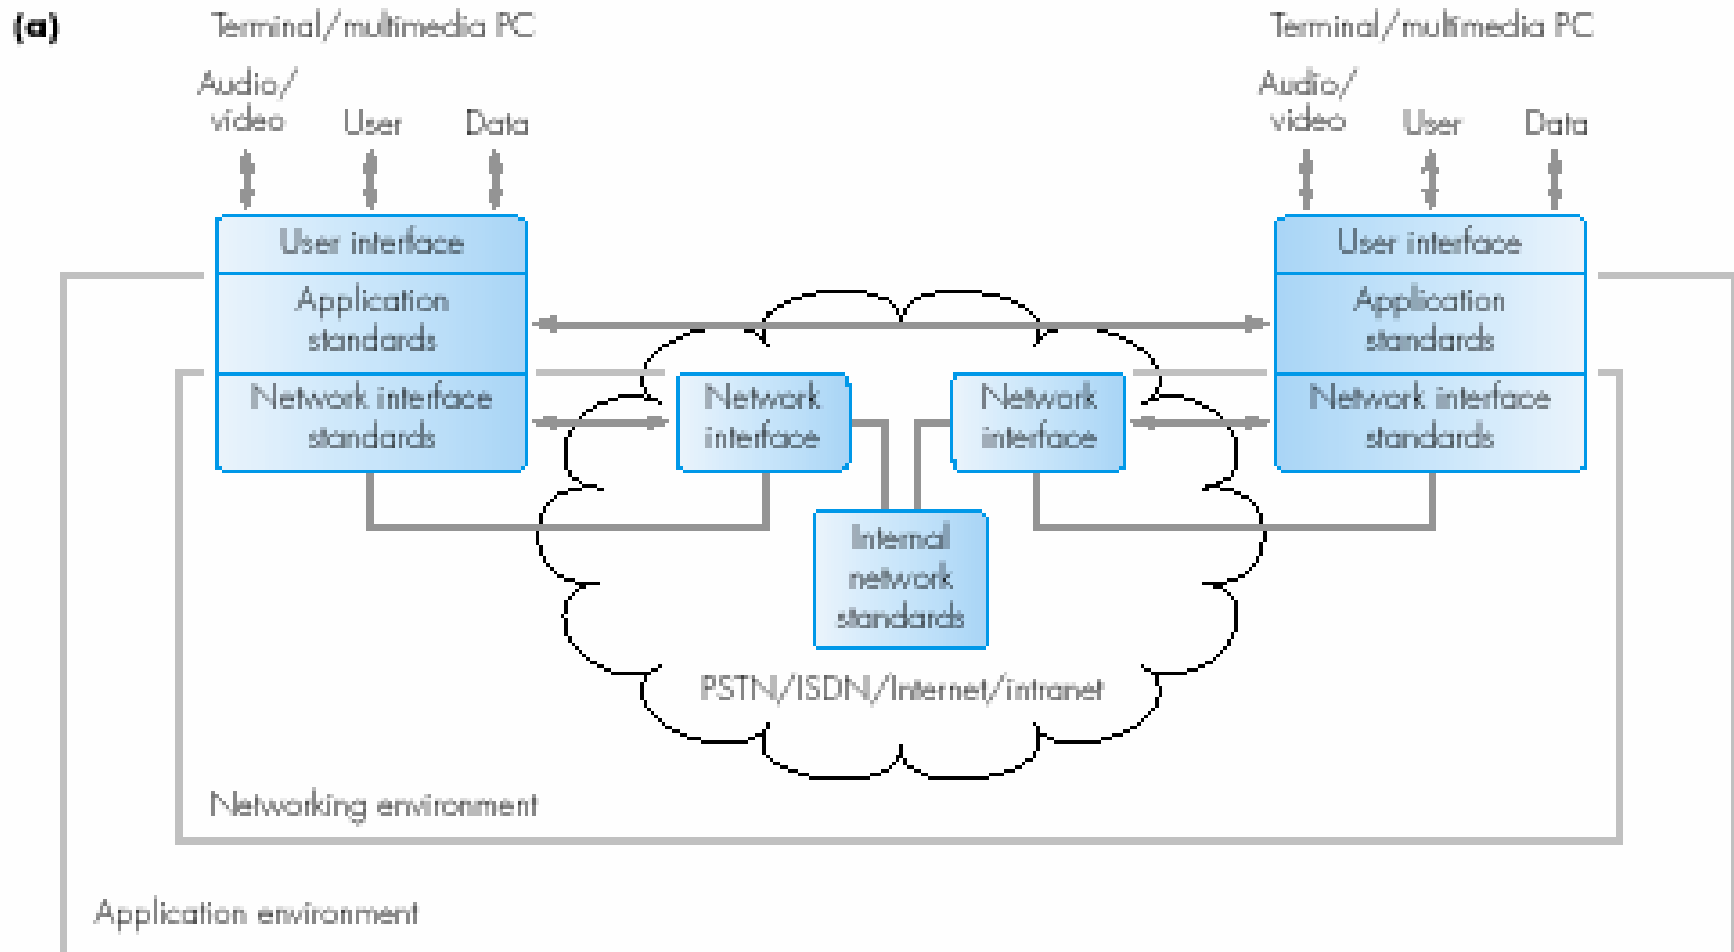 (a)
Terminal/multimedia PC
Audio/
video
User
Data
User interface
Application
standards
Network interface
standards
Terminal/multimedia PC
Audio/
video
User
Data
User interface
Application
standards
Network interface
standards
Network
interface
Network
interface
Internal
network
standards
PSTN/ISDN/Internet/intranet
Networking environment
Application environment